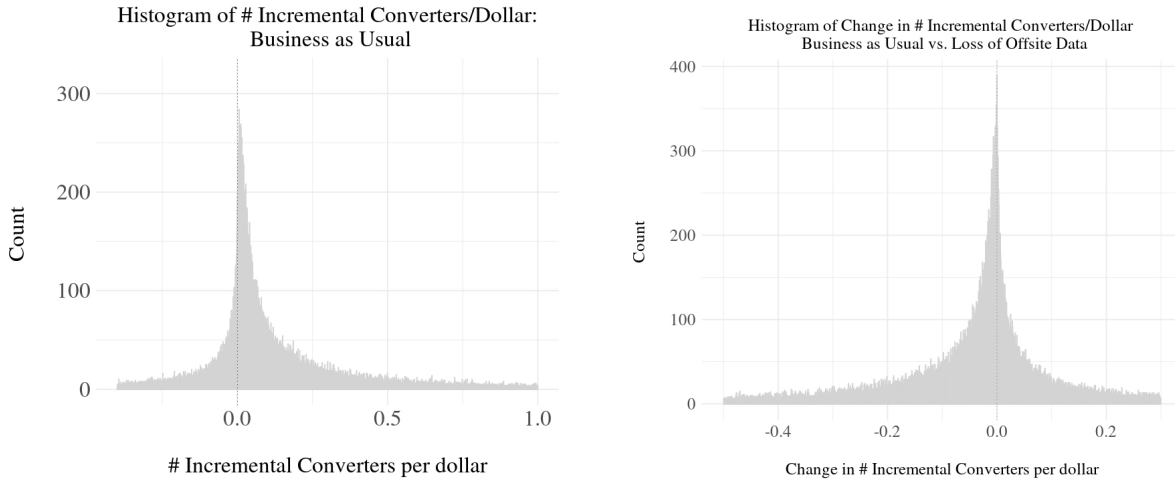 Histogram of # Incremental Converters/Dollar:
Business as Usual
Count
300
200
100
0
0.0
0.5
1.0
# Incremental Converters per dollar
Histogram of Change in # Incremental Converters/Dollar
Business as Usual vs. Loss of Offsite Data
Count
400
300
200
100
0
-0.4
-0.2
0.0
0.2
Change in # Incremental Converters per dollar